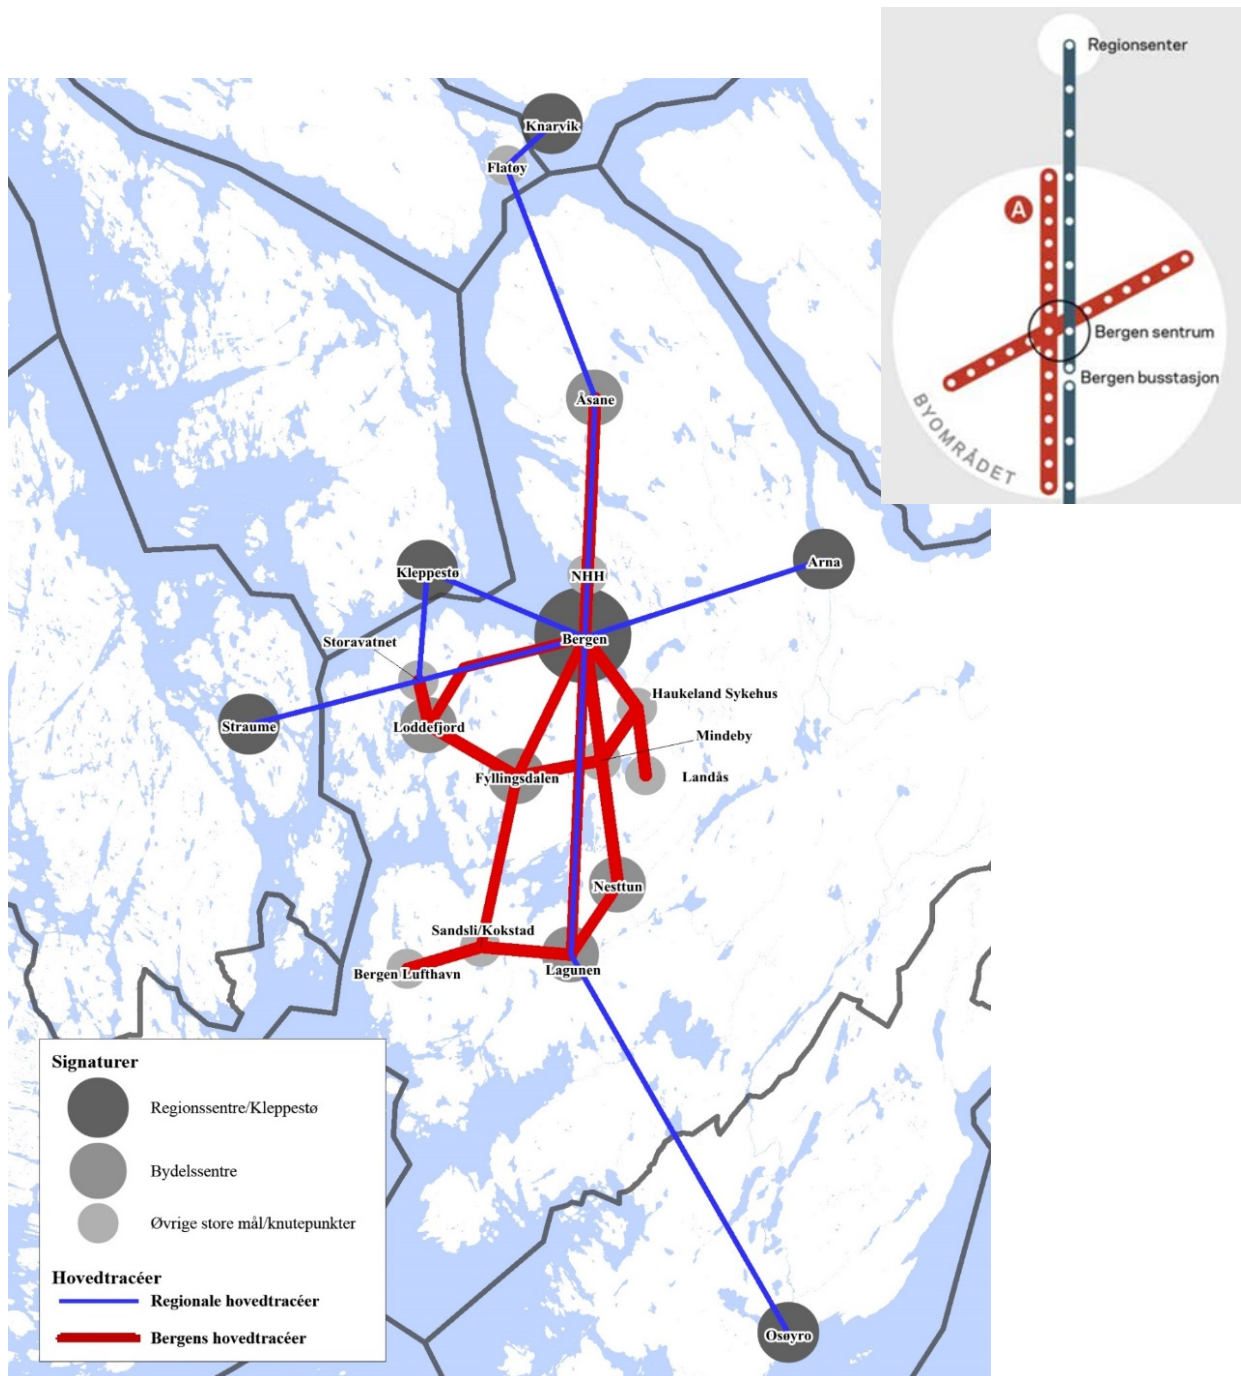 Regionsenter
A
Bergen sentrum
Bergen busstasjon
BYOMRÅDET
Knarvik
Flatøy
Åsane
Arna
Kleppestø
NHH
Bergen
Storavatnet
Haukeland Sykehus
Straume
Loddefjord
Mindeby
Fyllingsdalen
Landås
Nesttun
Sandsli/Kokstad
Lagunen
Bergen Lufthavn
Osøyro
Signaturer
Regionssentre/Kleppestø
Bydelssentre
Øvrige store mål/knutepunkter
Hovedtracéer
Regionale hovedtracéer
Bergens hovedtracéer